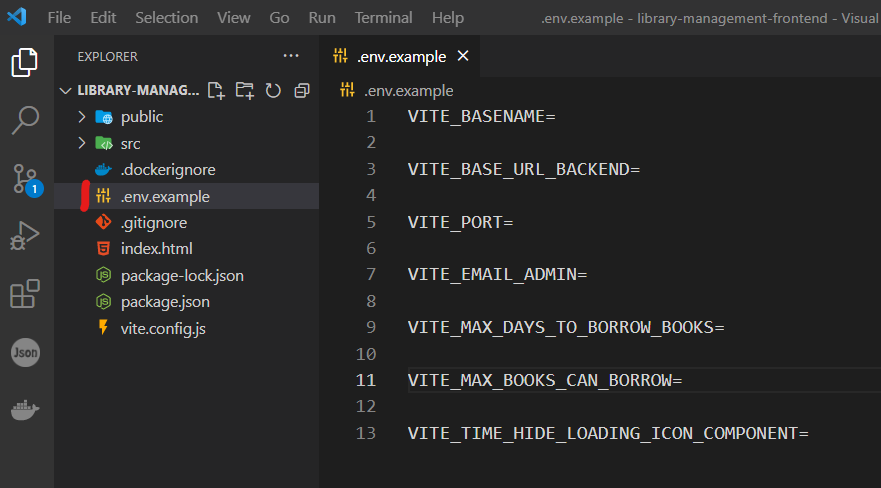 File Edit Selection View Go Run Terminal Help .env.example - library-management-frontend - Visual
EXPLORER ...
.env.example
LIBRARY-MANAG...
.env.example
public
src
.dockerignore
.env.example
.gitignore
index.html
package-lock.json
package.json
vite.config.js
1
Json
1 VITE_BASENAME=
2
3 VITE_BASE_URL_BACKEND=
4
5 VITE_PORT=
6
7 VITE_EMAIL_ADMIN=
8
9 VITE_MAX_DAYS_TO_BORROW_BOOKS=
10
11 VITE_MAX_BOOKS_CAN_BORROW=
12
13 VITE_TIME_HIDE_LOADING_ICON_COMPONENT=